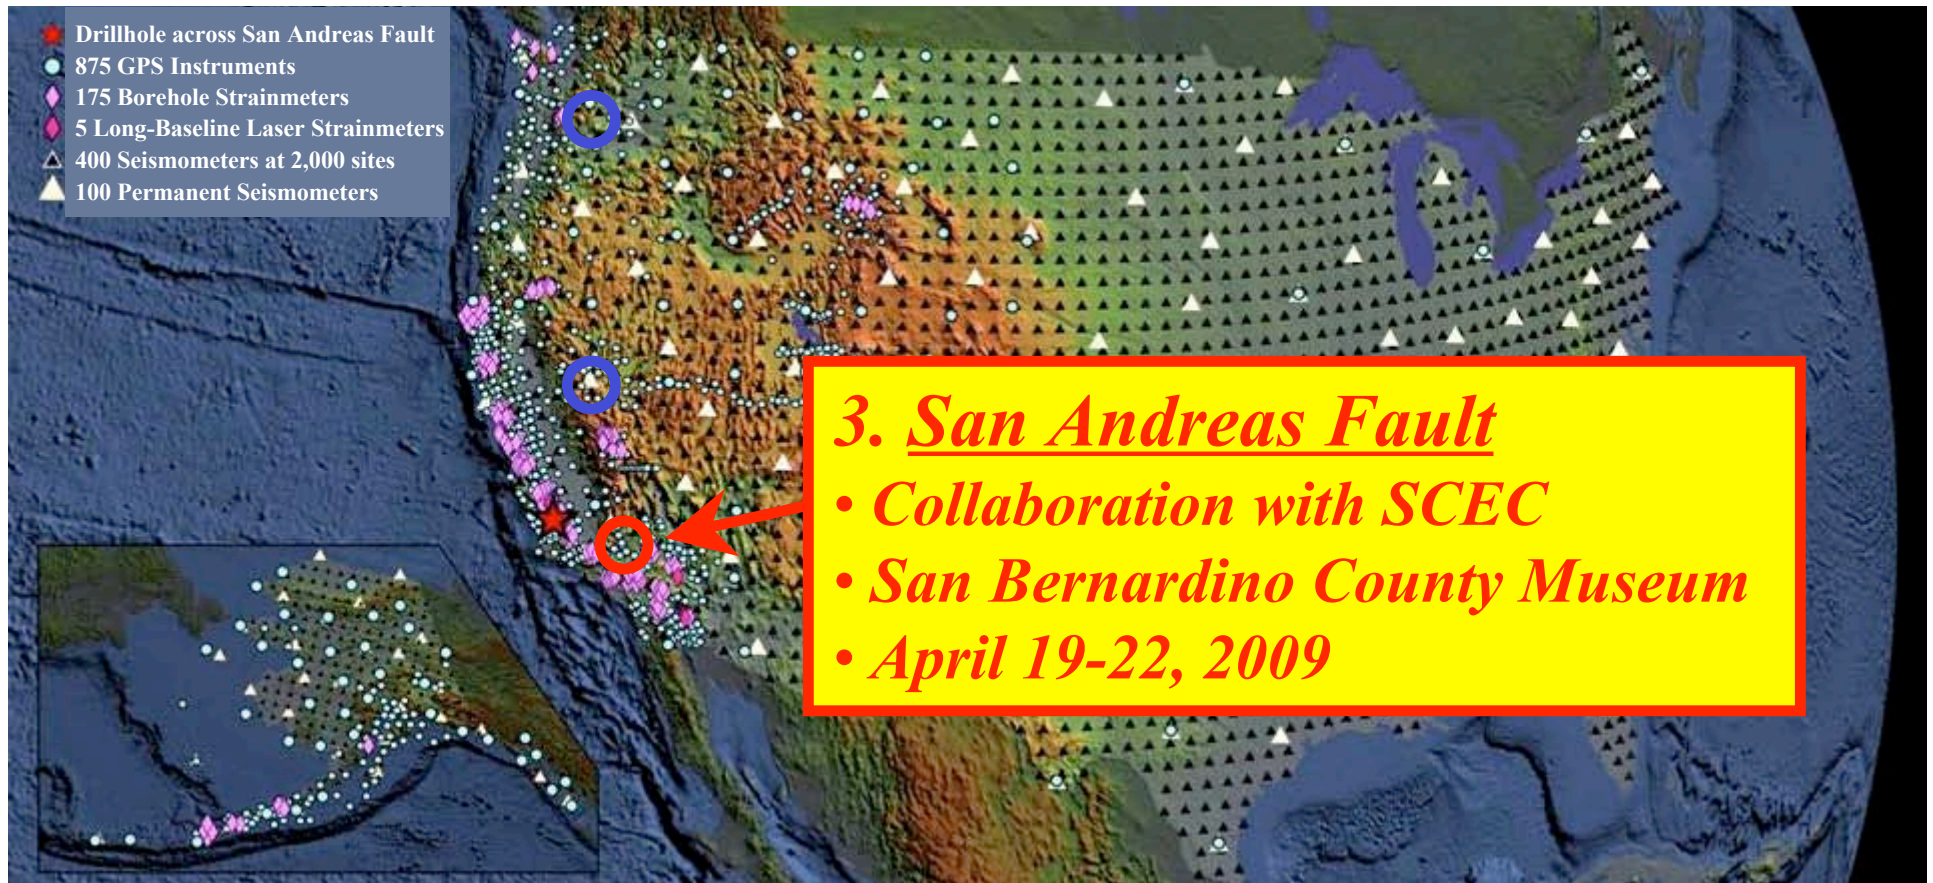 Drillhole across San Andreas Fault
875 GPS Instruments
175 Borehole Strainmeters
5 Long-Baseline Laser Strainmeters
400 Seismometers at 2,000 sites
100 Permanent Seismometers
3. San Andreas Fault
• Collaboration with SCEC
• San Bernardino County Museum
• April 19-22, 2009